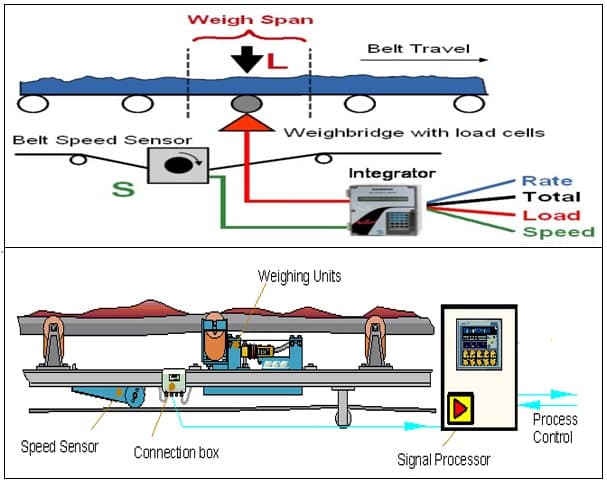 Weigh Span
Belt Travel
L
Belt Speed Sensor
Weighbridge with load cells
S
Integrator
Rate
Total
Load
Speed
Weighing Units
Speed Sensor
Connection box
Signal Processor
Process
Control